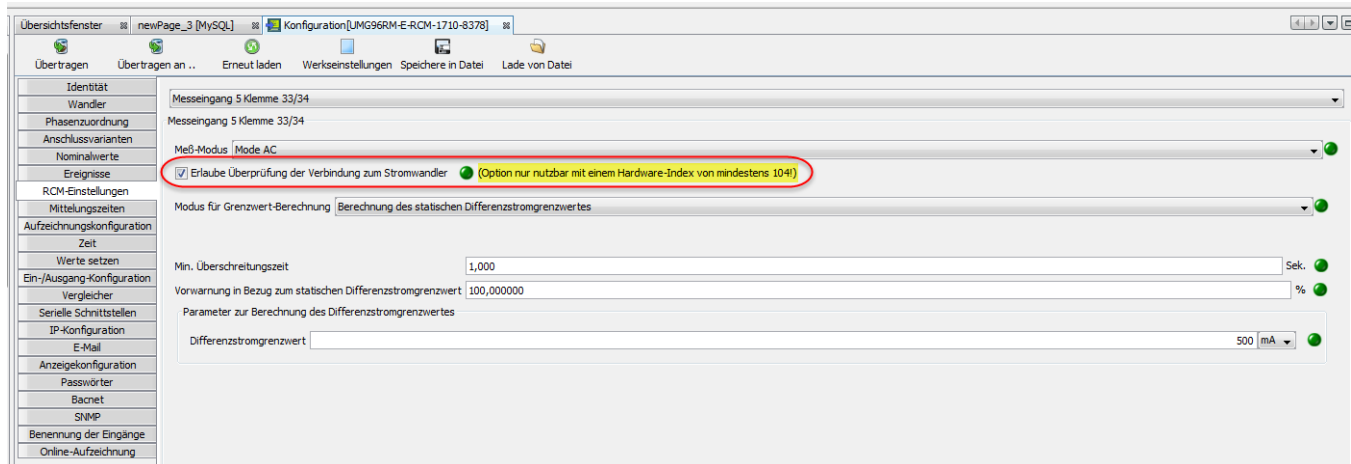 Übersichtsfenster newPage_3 [MySQL] Konfiguration[UMG96RM-E-RCM-1710-8378]
Übertragen Übertragen an .. Erneut laden Werkseinstellungen Speichere in Datei Lade von Datei
Identität
Wandler
Phasenzuordnung
Anschlussvarianten
Nominalwerte
Ereignisse
RCM-Einstellungen
Mittelungszeiten
Aufzeichnungskonfiguration
Zeit
Werte setzen
Ein-/Ausgang-Konfiguration
Vergleicher
Serielle Schnittstellen
IP-Konfiguration
E-Mail
Anzeigekonfiguration
Passwörter
Bacnet
SNMP
Benennung der Eingänge
Online-Aufzeichnung
Messeingang 5 Klemme 33/34
Messeingang 5 Klemme 33/34
Meß-Modus Mode AC
Erlaube Überprüfung der Verbindung zum Stromwandler (Option nur nutzbar mit einem Hardware-Index von mindestens 104!)
Modus für Grenzwert-Berechnung Berechnung des statischen Differenzstromgrenzwertes
Min. Überschreitungszeit 1,000 Sek.
Vorwarnung in Bezug zum statischen Differenzstromgrenzwert 100,000000 %
Parameter zur Berechnung des Differenzstromgrenzwertes
Differenzstromgrenzwert 500 mA